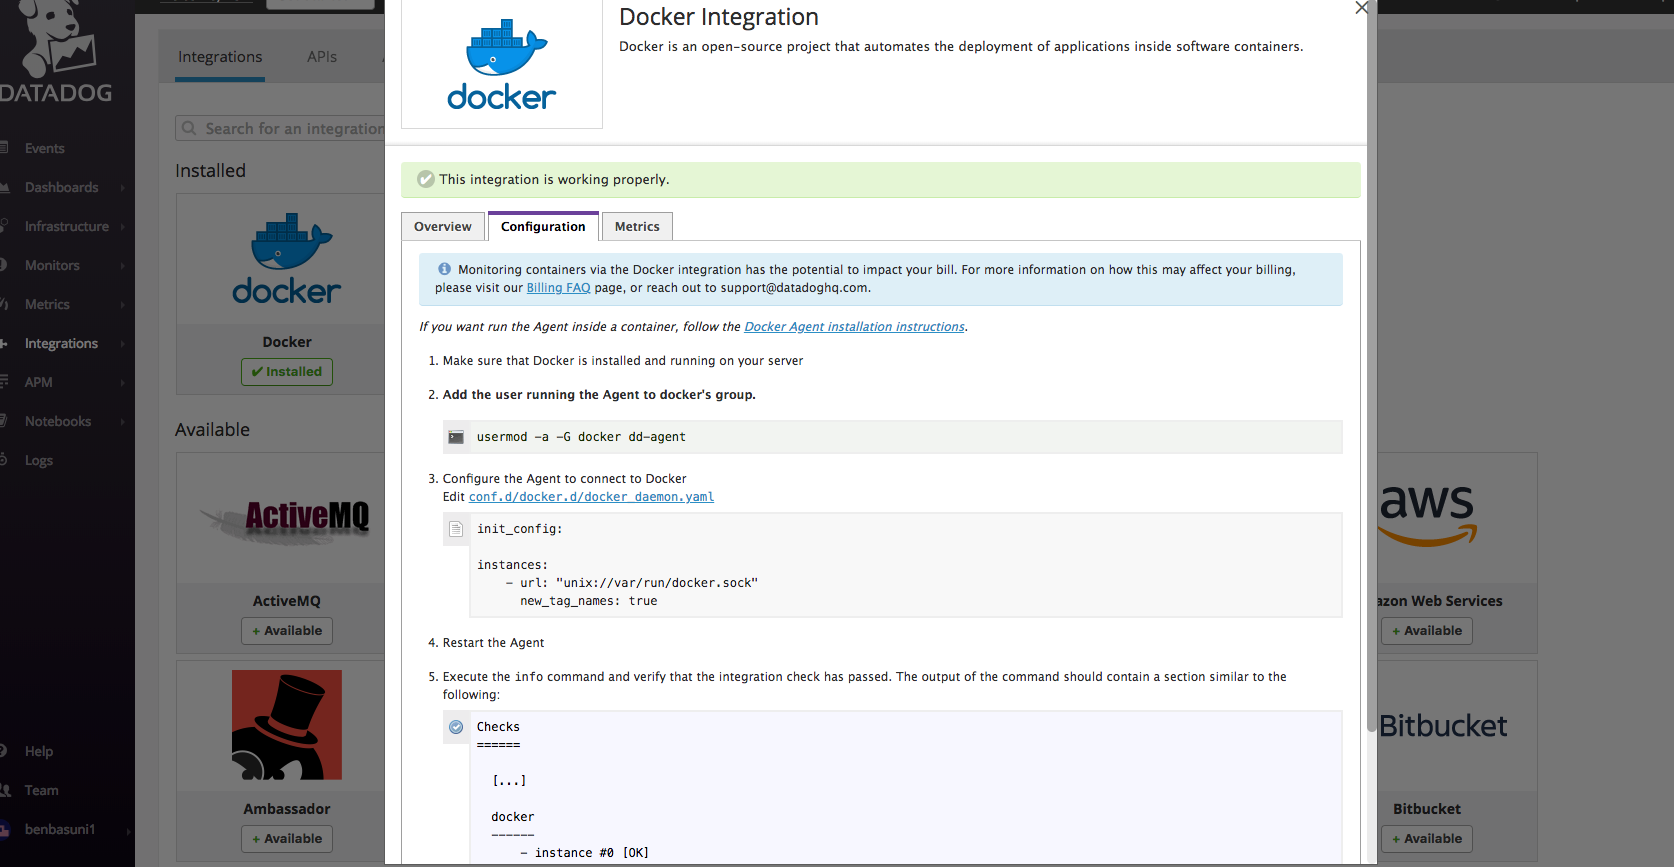 DATADOG
Events
Dashboards
Infrastructure
Monitors
Metrics
Integrations
APM
Notebooks
Logs
Help
Team
benbasuni1
Integrations
APIs
Search for an integration
Installed
docker
Docker
✔ Installed
Available
ActiveMQ
ActiveMQ
+ Available
Ambassador
+ Available
docker
Docker Integration
Docker is an open-source project that automates the deployment of applications inside software containers.
This integration is working properly.
Overview
Configuration
Metrics
Monitoring containers via the Docker integration has the potential to impact your bill. For more information on how this may affect your billing,
please visit our Billing FAQ page, or reach out to support@datadoghq.com.
If you want run the Agent inside a container, follow the Docker Agent installation instructions.
1. Make sure that Docker is installed and running on your server
2. Add the user running the Agent to docker's group.
usermod -a -G docker dd-agent
3. Configure the Agent to connect to Docker
Edit conf.d/docker.d/docker_daemon.yaml
init_config:
instances:
- url: "unix://var/run/docker.sock"
new_tag_names: true
4. Restart the Agent
5. Execute the info command and verify that the integration check has passed. The output of the command should contain a section similar to the
following:
Checks
======
[...]
docker
------
- instance #0 [OK]
aws
azon Web Services
+ Available
Bitbucket
Bitbucket
+ Available